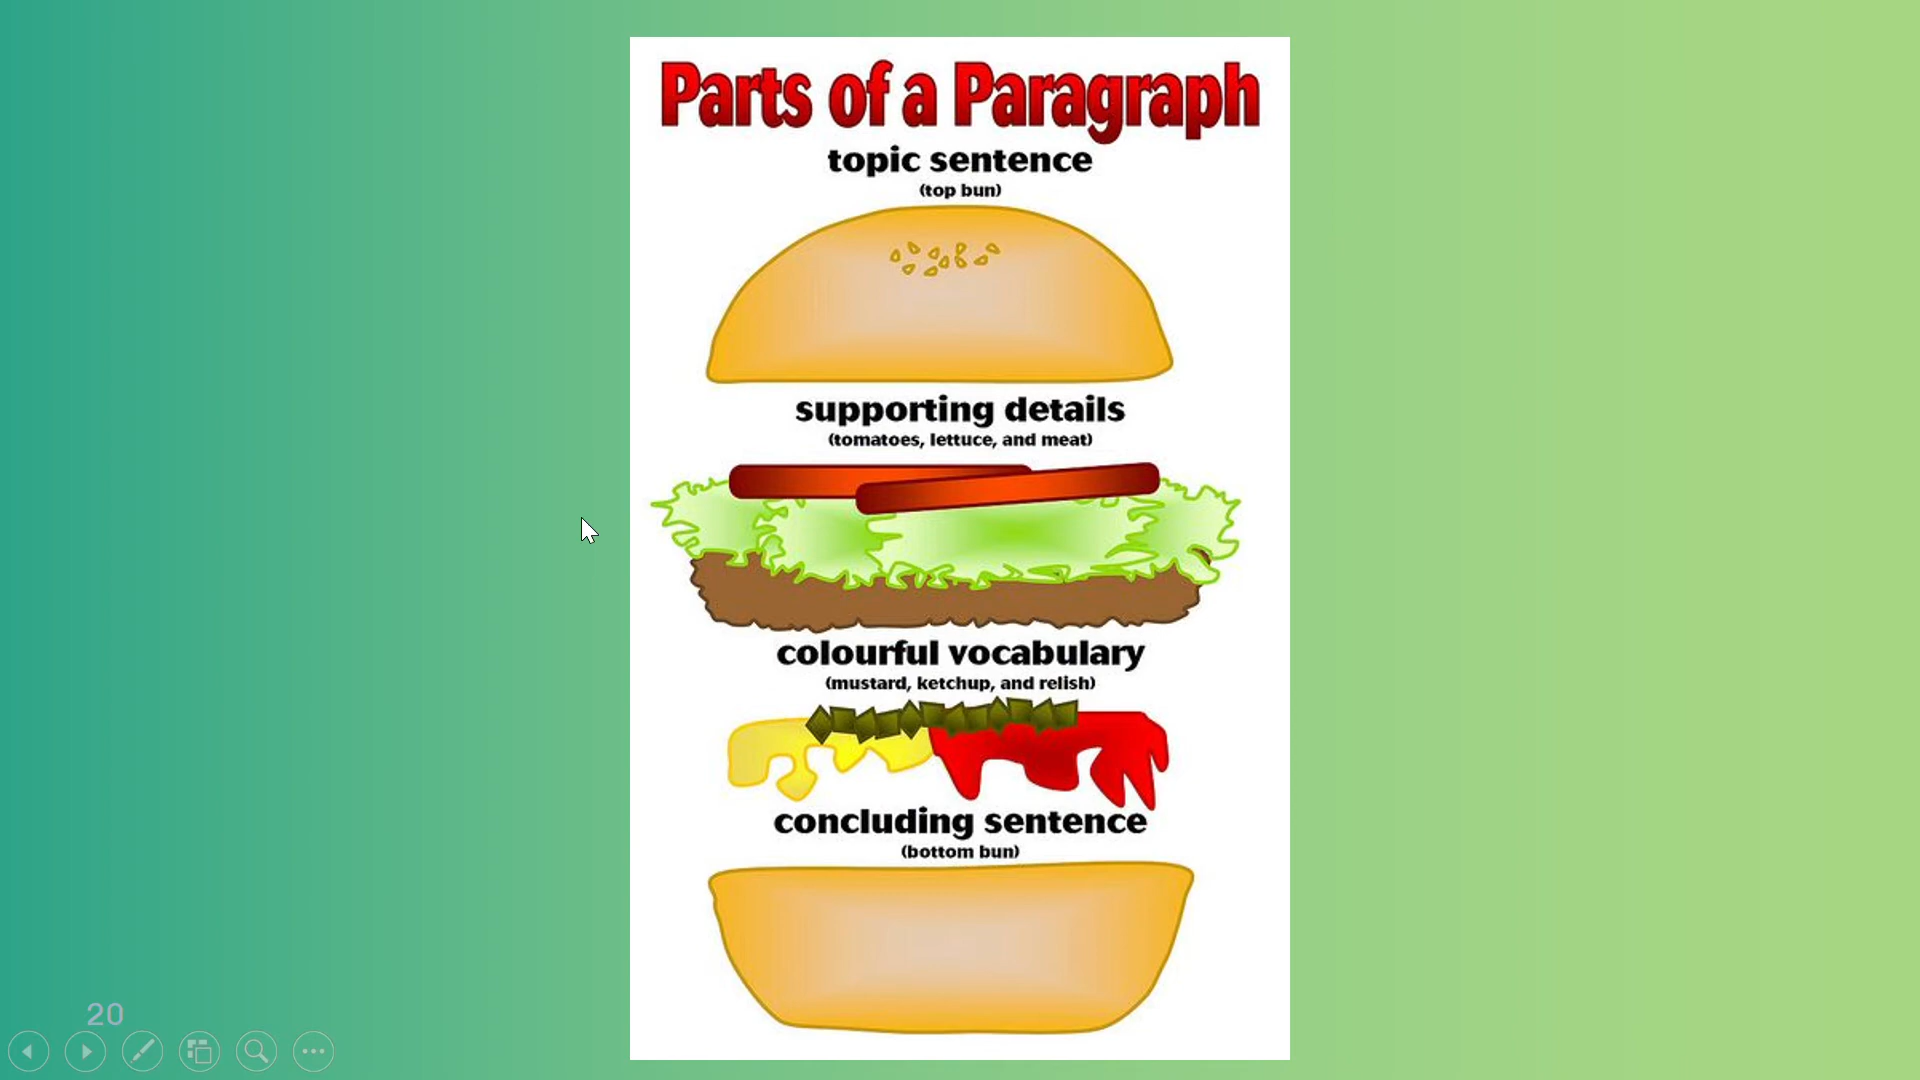 Parts of a Paragraph
topic sentence
(top bun)
supporting details
(tomatoes, lettuce, and meat)
colourful vocabulary
(mustard, ketchup, and relish)
concluding sentence
(bottom bun)
20